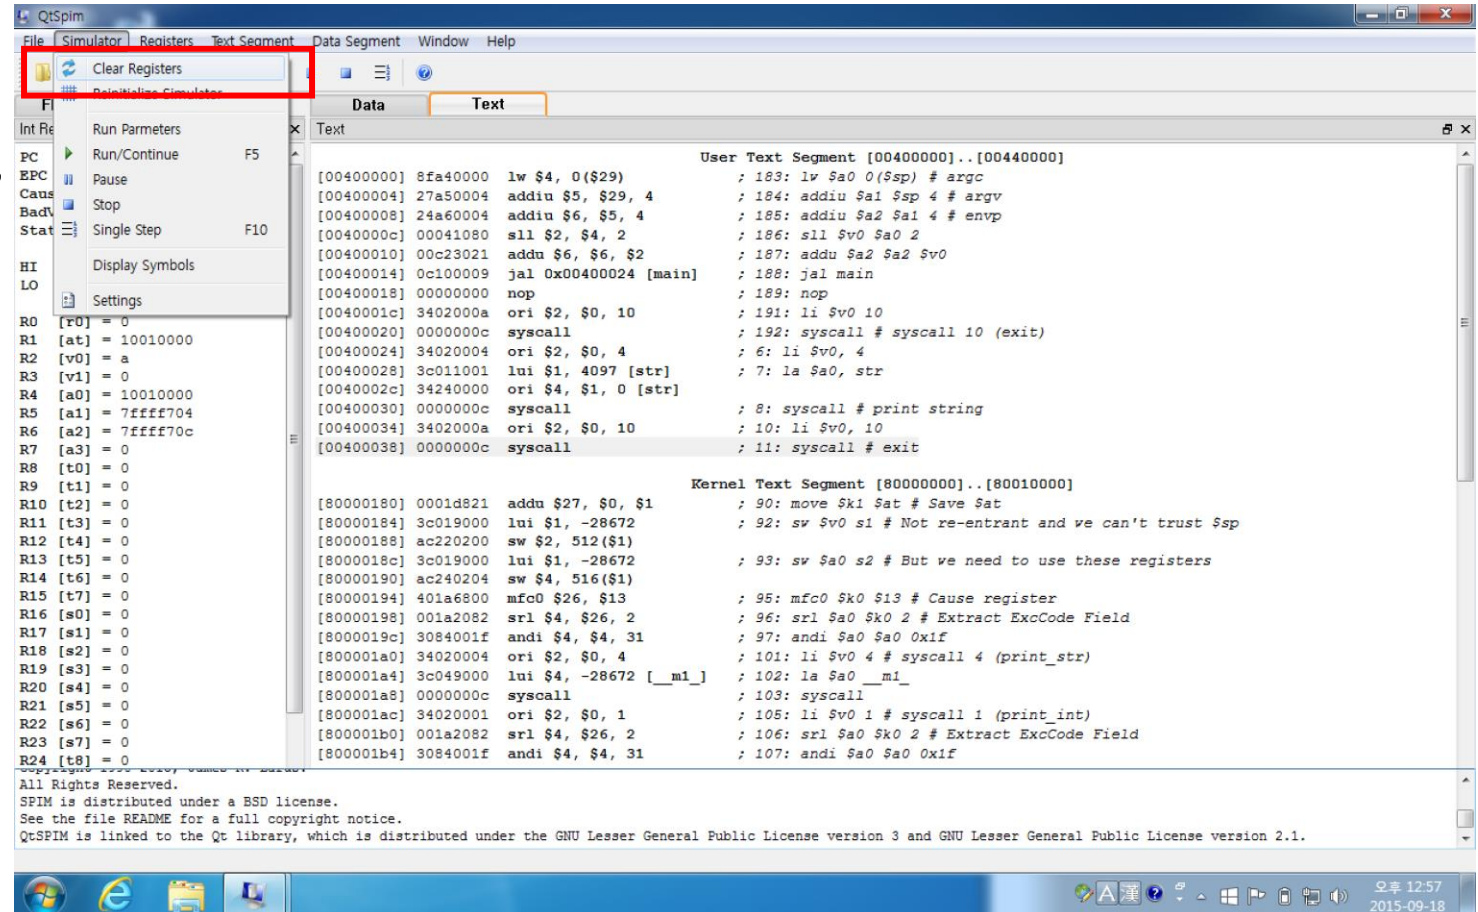 QtSpim
File Simulator Registers Text Segment Data Segment Window Help
Clear Registers
Reinitialize Simulator
Run Parmeters
Run/Continue F5
Pause
Stop
Single Step F10
Display Symbols
Settings
Data Text
Int Re
Text
PC
EPC
Caus
BadV
Stat
HI
LO
R0 [r0] = 0
R1 [at] = 10010000
R2 [v0] = a
R3 [v1] = 0
R4 [a0] = 10010000
R5 [a1] = 7ffff704
R6 [a2] = 7ffff70c
R7 [a3] = 0
R8 [t0] = 0
R9 [t1] = 0
R10 [t2] = 0
R11 [t3] = 0
R12 [t4] = 0
R13 [t5] = 0
R14 [t6] = 0
R15 [t7] = 0
R16 [s0] = 0
R17 [s1] = 0
R18 [s2] = 0
R19 [s3] = 0
R20 [s4] = 0
R21 [s5] = 0
R22 [s6] = 0
R23 [s7] = 0
R24 [t8] = 0
User Text Segment [00400000]..[00440000]
[00400000] 8fa40000 lw $4, 0($29) ; 183: lw $a0 0($sp) # argc
[00400004] 27a50004 addiu $5, $29, 4 ; 184: addiu $a1 $sp 4 # argv
[00400008] 24a60004 addiu $6, $5, 4 ; 185: addiu $a2 $a1 4 # envp
[0040000c] 00041080 sll $2, $4, 2 ; 186: sll $v0 $a0 2
[00400010] 00c23021 addu $6, $6, $2 ; 187: addu $a2 $a2 $v0
[00400014] 0c100009 jal 0x00400024 [main] ; 188: jal main
[00400018] 00000000 nop ; 189: nop
[0040001c] 3402000a ori $2, $0, 10 ; 191: li $v0 10
[00400020] 0000000c syscall ; 192: syscall # syscall 10 (exit)
[00400024] 34020004 ori $2, $0, 4 ; 6: li $v0, 4
[00400028] 3c011001 lui $1, 4097 [str] ; 7: la $a0, str
[0040002c] 34240000 ori $4, $1, 0 [str]
[00400030] 0000000c syscall ; 8: syscall # print string
[00400034] 3402000a ori $2, $0, 10 ; 10: li $v0, 10
[00400038] 0000000c syscall ; 11: syscall # exit
Kernel Text Segment [80000000]..[80010000]
[80000180] 0001d821 addu $27, $0, $1 ; 90: move $k1 $at # Save $at
[80000184] 3c019000 lui $1, -28672 ; 92: sw $v0 s1 # Not re-entrant and we can't trust $sp
[80000188] ac220200 sw $2, 512($1)
[8000018c] 3c019000 lui $1, -28672 ; 93: sw $a0 s2 # But we need to use these registers
[80000190] ac240204 sw $4, 516($1)
[80000194] 401a6800 mfc0 $26, $13 ; 95: mfc0 $k0 $13 # Cause register
[80000198] 001a2082 srl $4, $26, 2 ; 96: srl $a0 $k0 2 # Extract ExcCode Field
[8000019c] 3084001f andi $4, $4, 31 ; 97: andi $a0 $a0 0x1f
[800001a0] 34020004 ori $2, $0, 4 ; 101: li $v0 4 # syscall 4 (print_str)
[800001a4] 3c049000 lui $4, -28672 [__m1_] ; 102: la $a0 __m1_
[800001a8] 0000000c syscall ; 103: syscall
[800001ac] 34020001 ori $2, $0, 1 ; 105: li $v0 1 # syscall 1 (print_int)
[800001b0] 001a2082 srl $4, $26, 2 ; 106: srl $a0 $k0 2 # Extract ExcCode Field
[800001b4] 3084001f andi $4, $4, 31 ; 107: andi $a0 $a0 0x1f
All Rights Reserved.
SPIM is distributed under a BSD license.
See the file README for a full copyright notice.
QtSPIM is linked to the Qt library, which is distributed under the GNU Lesser General Public License version 3 and GNU Lesser General Public License version 2.1.
A 漢
오후 12:57
2015-09-18